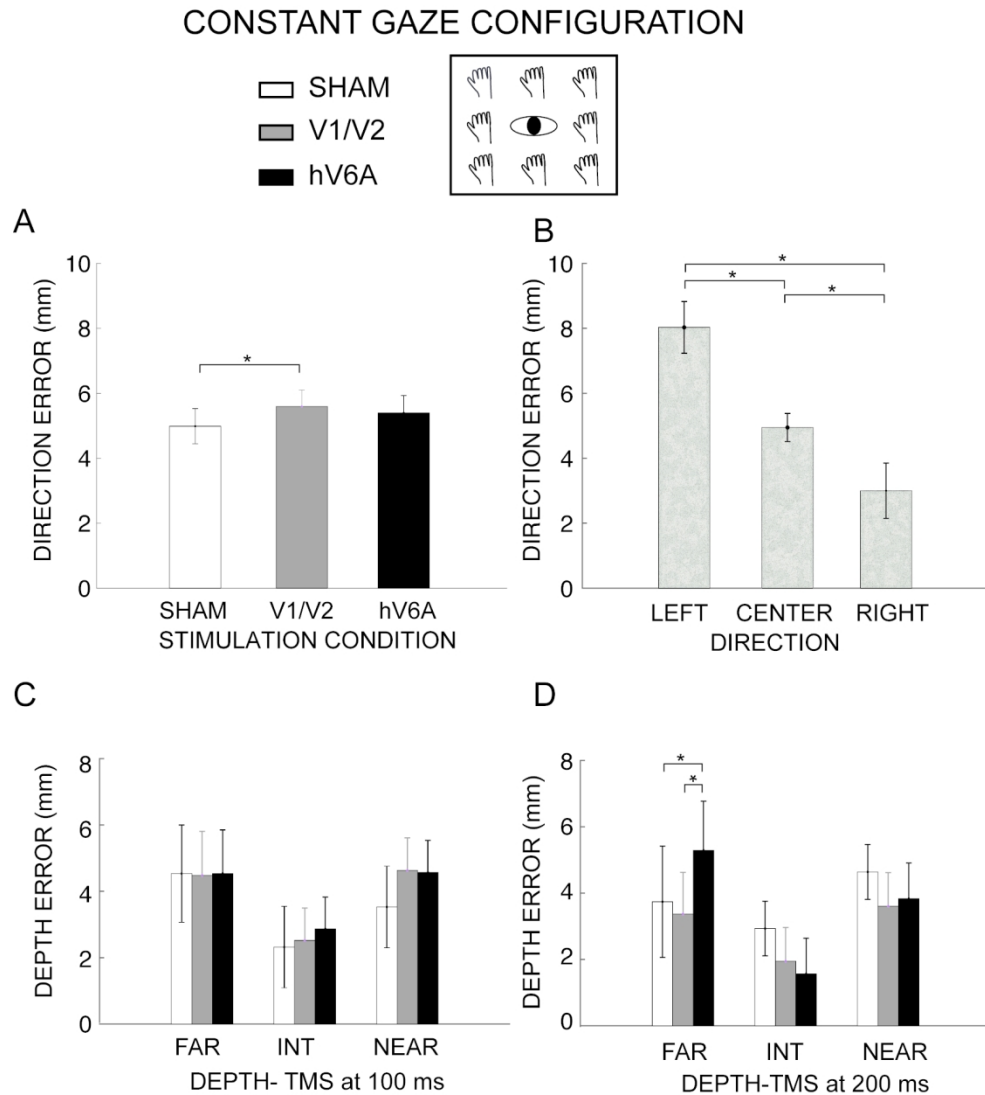 CONSTANT GAZE CONFIGURATION
SHAM
V1/V2
hV6A
A
DIRECTION ERROR (mm)
10
8
6
4
2
0
*
SHAM V1/V2 hV6A
STIMULATION CONDITION
B
DIRECTION ERROR (mm)
10
8
6
4
2
0
*
* *
LEFT CENTER RIGHT
DIRECTION
C
DEPTH ERROR (mm)
8
6
4
2
0
FAR INT NEAR
DEPTH- TMS at 100 ms
D
DEPTH ERROR (mm)
8
6
4
2
0
*
*
FAR INT NEAR
DEPTH-TMS at 200 ms